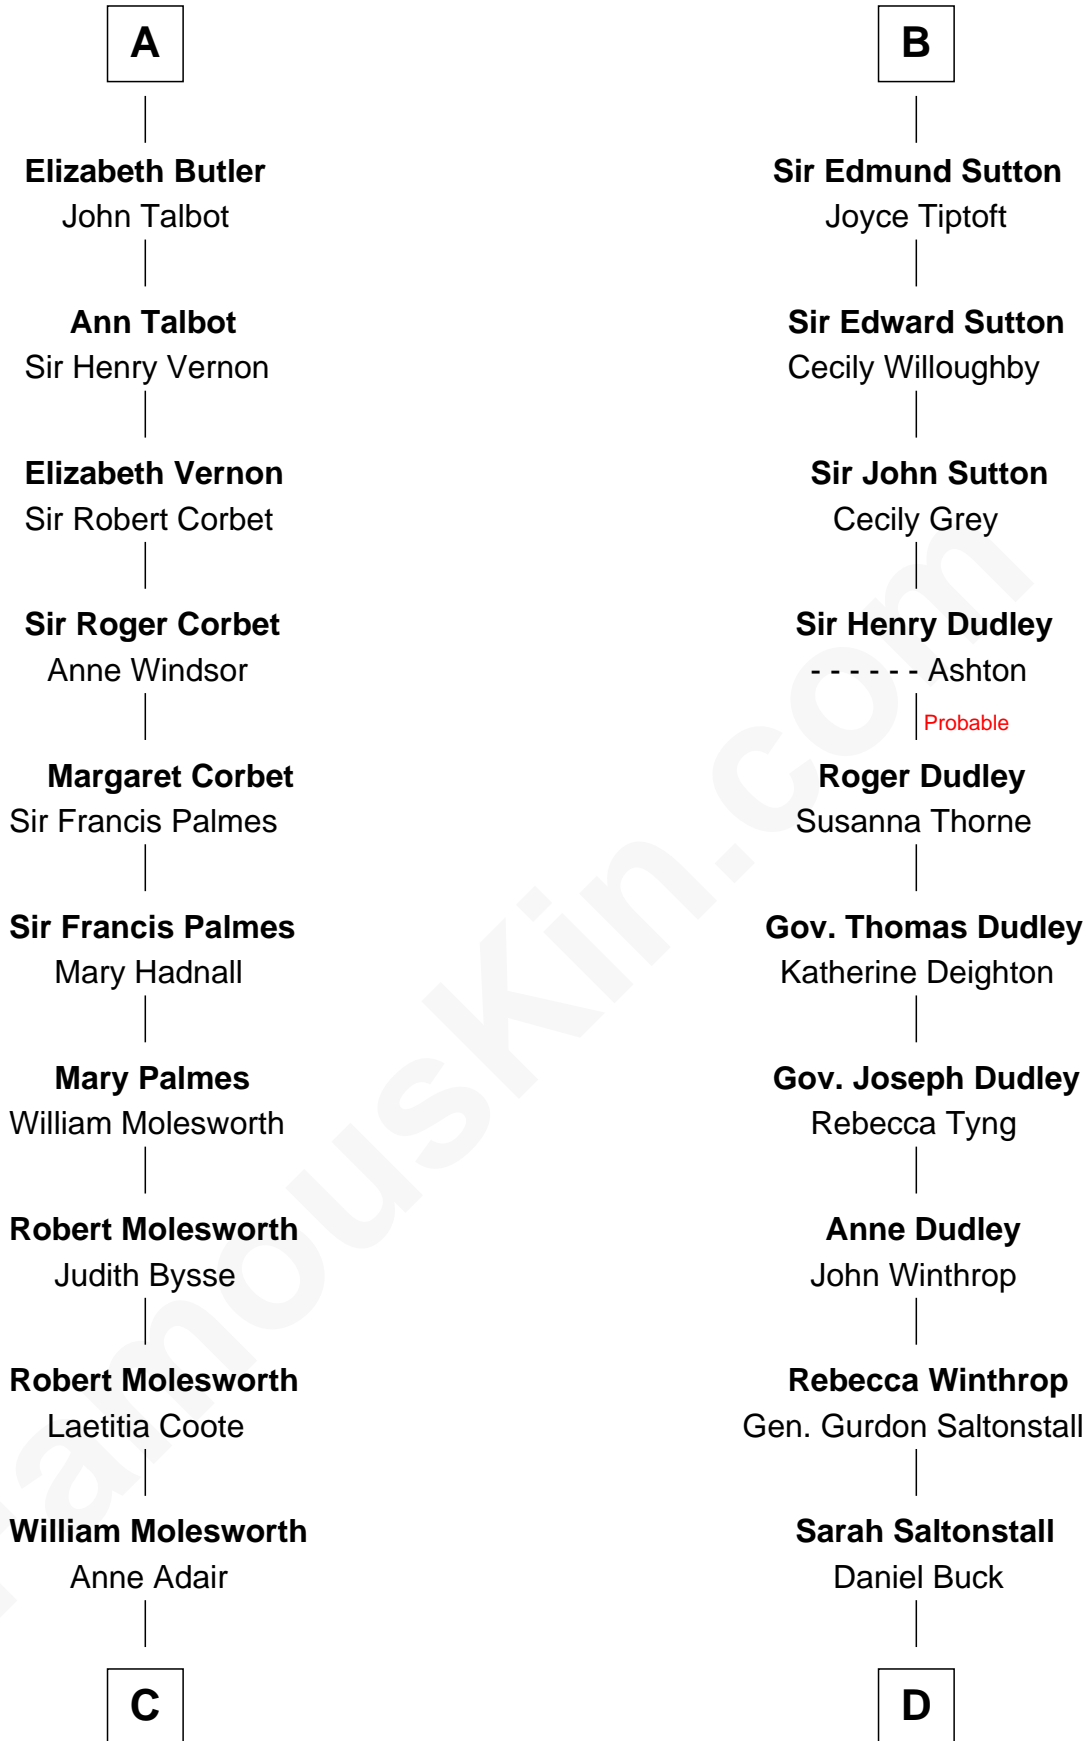 A
Elizabeth Butler
John Talbot
Ann Talbot
Sir Henry Vernon
Elizabeth Vernon
Sir Robert Corbet
Sir Roger Corbet
Anne Windsor
Margaret Corbet
Sir Francis Palmes
Sir Francis Palmes
Mary Hadnall
Mary Palmes
William Molesworth
Robert Molesworth
Judith Bysse
Robert Molesworth
Laetitia Coote
William Molesworth
Anne Adair
C
B
Sir Edmund Sutton
Joyce Tiptoft
Sir Edward Sutton
Cecily Willoughby
Sir John Sutton
Cecily Grey
Sir Henry Dudley
- - - - - - Ashton
Probable
Roger Dudley
Susanna Thorne
Gov. Thomas Dudley
Katherine Deighton
Gov. Joseph Dudley
Rebecca Tyng
Anne Dudley
John Winthrop
Rebecca Winthrop
Gen. Gurdon Saltonstall
Sarah Saltonstall
Daniel Buck
D
FamousKin.com